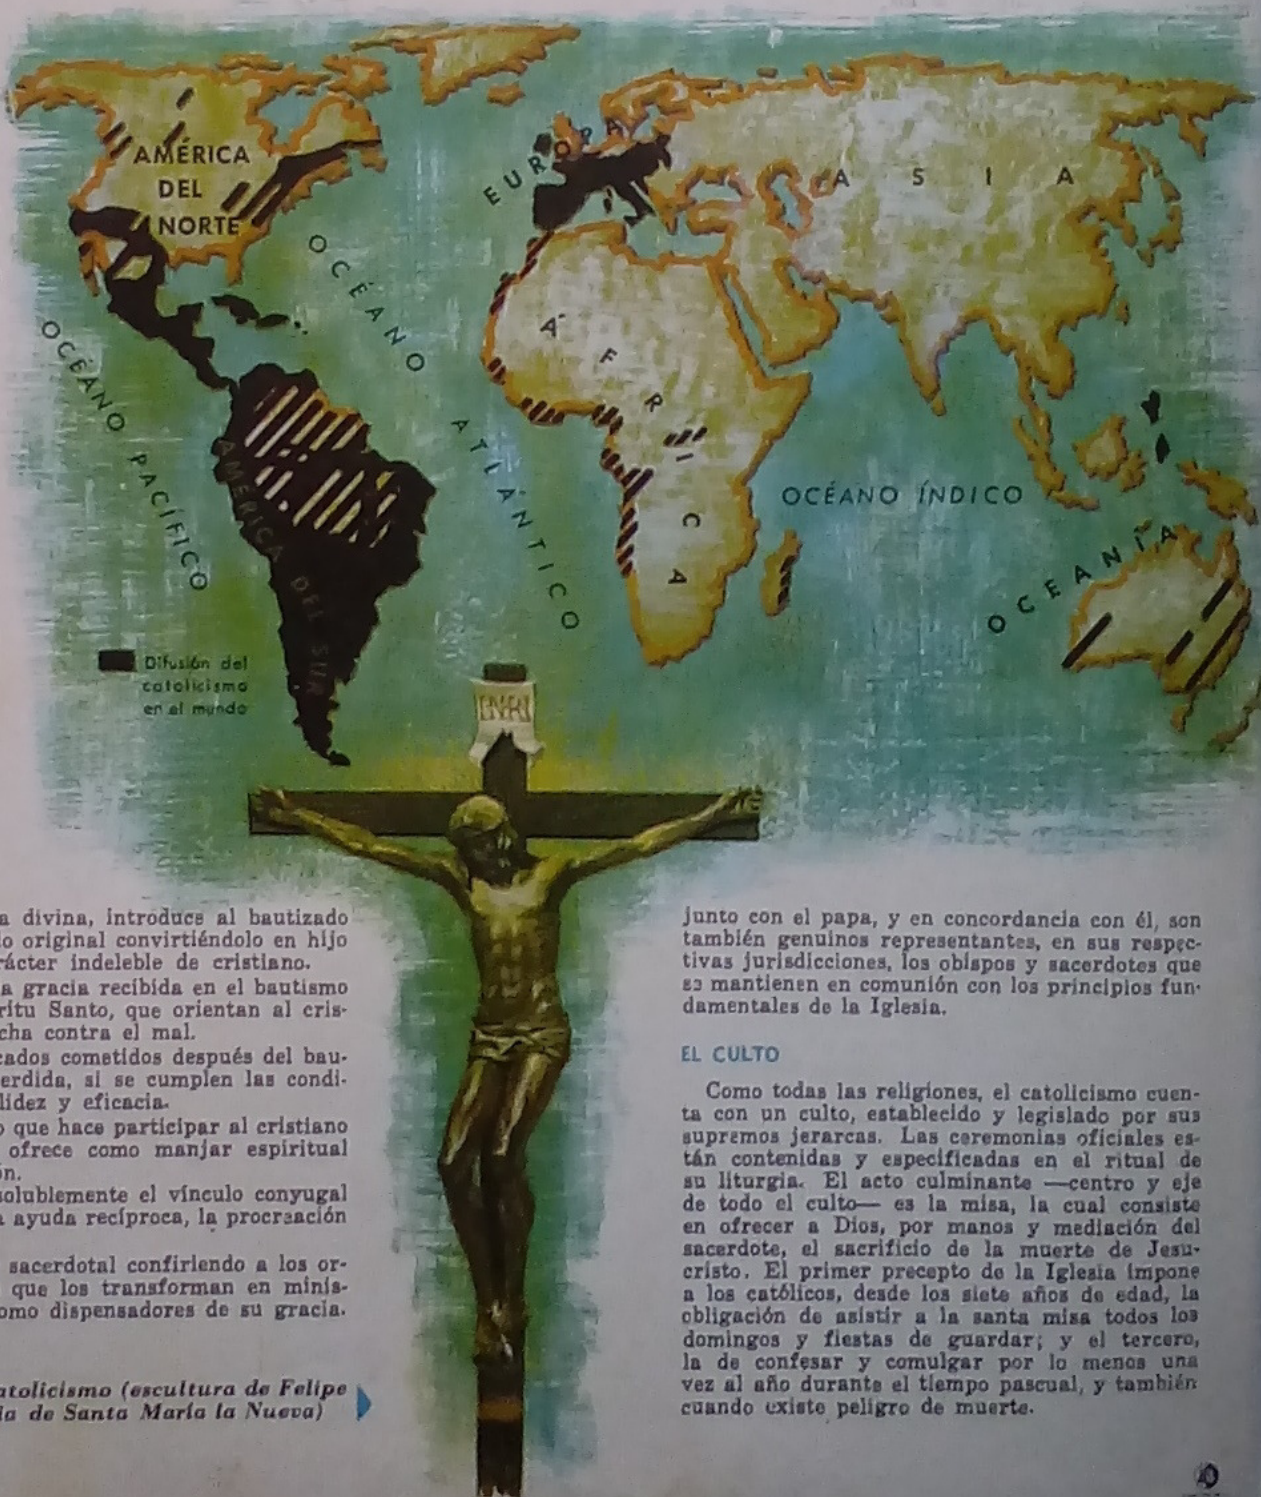 AMÉRICA
DEL
NORTE
EUROPA
ASIA
OCÉANO ATLÁNTICO
OCÉANO PACÍFICO
ÁFRICA
AMÉRICA DEL SUR
OCÉANO ÍNDICO
OCEANÍA
Difusión del
catolicismo
en el mundo
a divina, introduce al bautizado
o original convirtiéndolo en hijo
rácter indeleble de cristiano.
a gracia recibida en el bautismo
ritu Santo, que orientan al cris-
cha contra el mal.
cados cometidos después del bau-
erdida, si se cumplen las condi-
lidez y eficacia.
o que hace participar al cristiano
ofrece como manjar espiritual
ón.
solublemente el vínculo conyugal
a ayuda recíproca, la procreación
sacerdotal confiriendo a los or-
que los transforman en minis-
omo dispensadores de su gracia.
atolicismo (escultura de Felipe
la de Santa María la Nueva)
junto con el papa, y en concordancia con él, son
también genuinos representantes, en sus respec-
tivas jurisdicciones, los obispos y sacerdotes que
se mantienen en comunión con los principios fun-
damentales de la Iglesia.
EL CULTO
Como todas las religiones, el catolicismo cuen-
ta con un culto, establecido y legislado por sus
supremos jerarcas. Las ceremonias oficiales es-
tán contenidas y especificadas en el ritual de
su liturgia. El acto culminante —centro y eje
de todo el culto— es la misa, la cual consiste
en ofrecer a Dios, por manos y mediación del
sacerdote, el sacrificio de la muerte de Jesu-
cristo. El primer precepto de la Iglesia impone
a los católicos, desde los siete años de edad, la
obligación de asistir a la santa misa todos los
domingos y fiestas de guardar; y el tercero,
la de confesar y comulgar por lo menos una
vez al año durante el tiempo pascual, y también
cuando existe peligro de muerte.